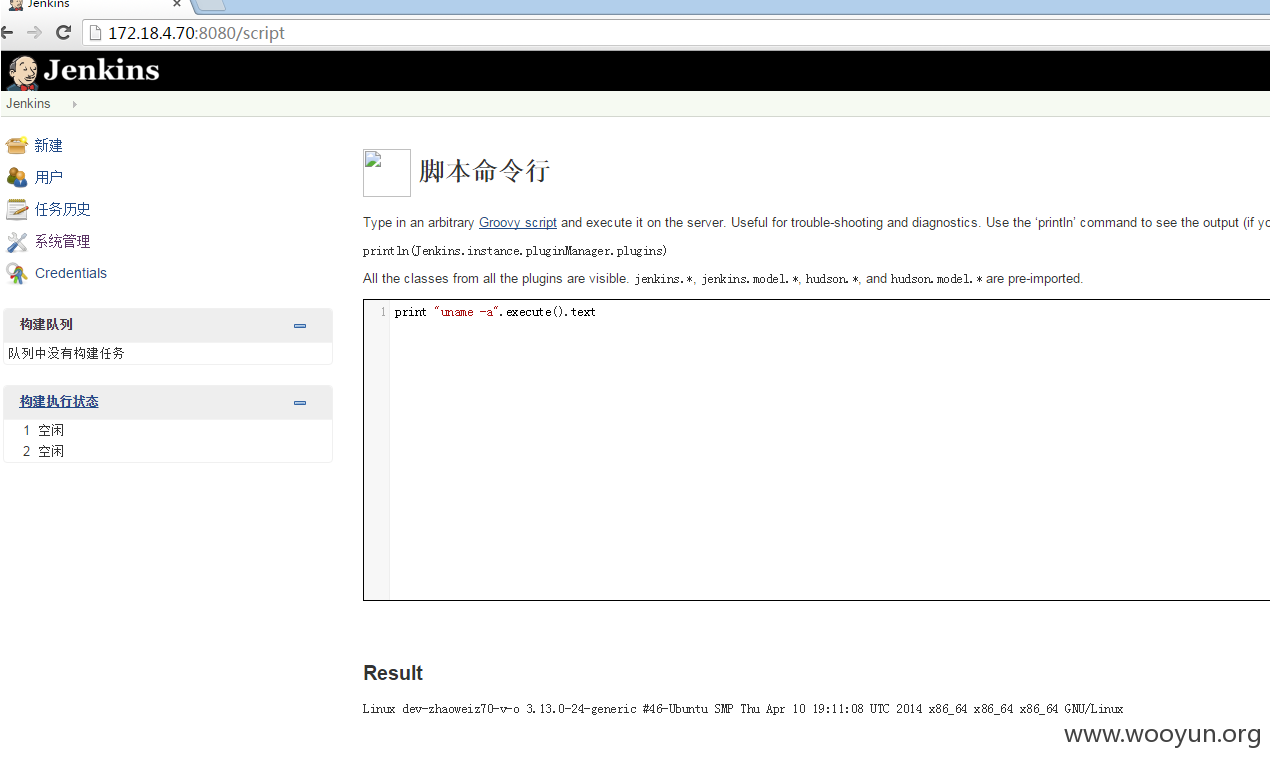 Jenkins
172.18.4.70:8080/script
Jenkins
Jenkins
新建
用户
任务历史
系统管理
Credentials
构建队列
队列中没有构建任务
构建执行状态
1 空闲
2 空闲
脚本命令行
Type in an arbitrary Groovy script and execute it on the server. Useful for trouble-shooting and diagnostics. Use the ‘println’ command to see the output (if
println(Jenkins.instance.pluginManager.plugins)
All the classes from all the plugins are visible. jenkins.*, jenkins.model.*, hudson.*, and hudson.model.* are pre-imported.
1 print "uname -a".execute().text
Result
Linux dev-zhaoweiz70-v-o 3.13.0-24-generic #46-Ubuntu SMP Thu Apr 10 19:11:08 UTC 2014 x86_64 x86_64 x86_64 GNU/Linux
www.wooyun.org